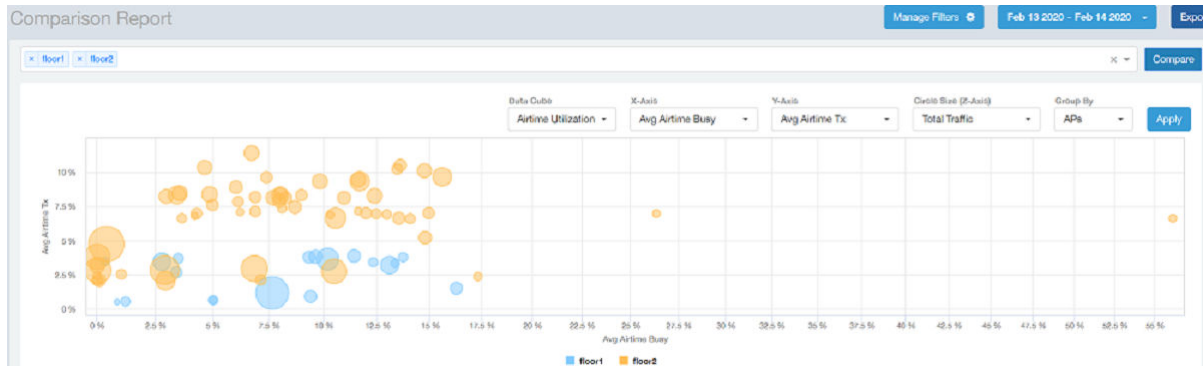 Comparison Report
Manage Filters
Feb 13 2020 - Feb 14 2020
Expo
× floor1 × floor2
Compare
Data Cube
X-Axis
Y-Axis
Circle Size (Z-Axis)
Group By
Airtime Utilization
Avg Airtime Busy
Avg Airtime Tx
Total Traffic
APs
Apply
10 %
7.5 %
5 %
2.5 %
0 %
Avg Airtime Tx
0 % 2.5 % 5 % 7.5 % 10 % 12.5 % 15 % 17.5 % 20 % 22.5 % 25 % 27.5 % 30 % 32.5 % 35 % 37.5 % 40 % 42.5 % 45 % 47.5 % 50 % 52.5 % 55 %
Avg Airtime Busy
floor1 floor2